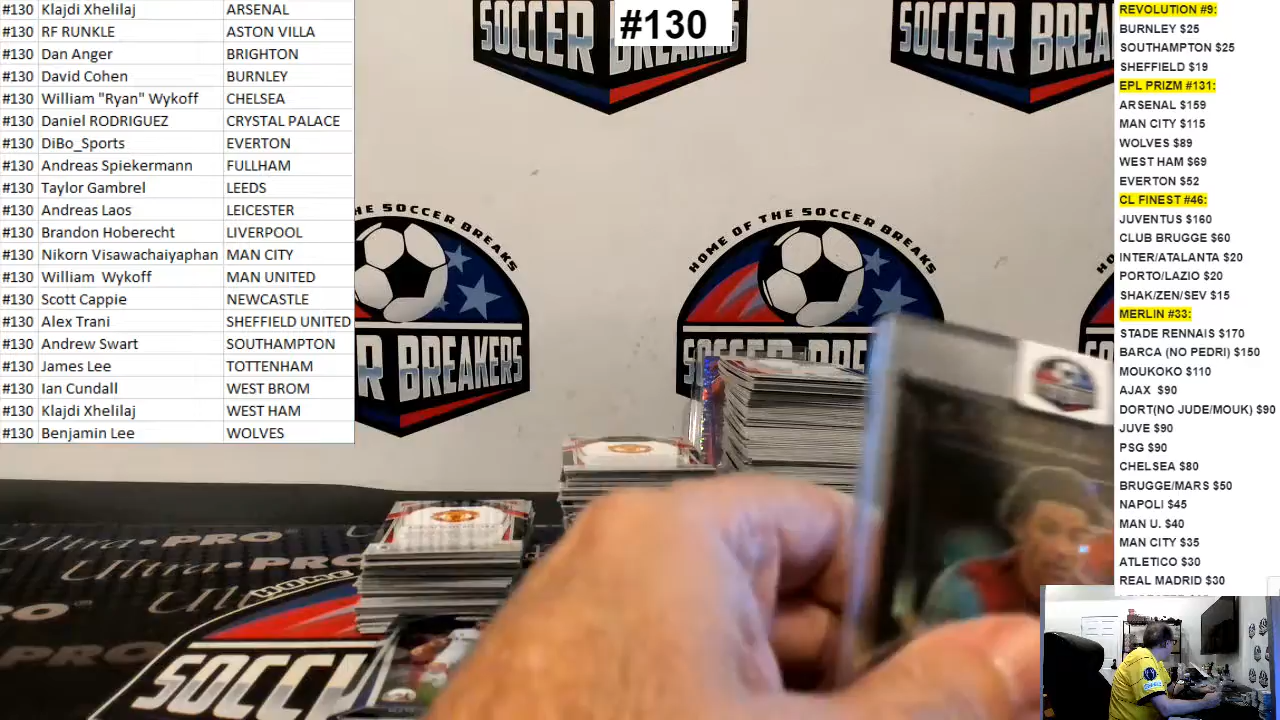 #130 Klajdi Xhelilaj ARSENAL
#130 RF RUNKLE ASTON VILLA
#130 Dan Anger BRIGHTON
#130 David Cohen BURNLEY
#130 William "Ryan" Wykoff CHELSEA
#130 Daniel RODRIGUEZ CRYSTAL PALACE
#130 DiBo_Sports EVERTON
#130 Andreas Spiekermann FULLHAM
#130 Taylor Gambrel LEEDS
#130 Andreas Laos LEICESTER
#130 Brandon Hoberecht LIVERPOOL
#130 Nikorn Visawachaiyaphan MAN CITY
#130 William Wykoff MAN UNITED
#130 Scott Cappie NEWCASTLE
#130 Alex Trani SHEFFIELD UNITED
#130 Andrew Swart SOUTHAMPTON
#130 James Lee TOTTENHAM
#130 Ian Cundall WEST BROM
#130 Klajdi Xhelilaj WEST HAM
#130 Benjamin Lee WOLVES
#130
SOCCER BREAKERS
SOCCER BREA
HE OF THE SOCCER BREAKS
R BREAKERS
HOME OF THE SOCCER BREAKS
SOCCER BREA
HO
Ultra•PRO
Ultra•PRO
PRO
SOCC
REVOLUTION #9:
BURNLEY $25
SOUTHAMPTON $25
SHEFFIELD $19
EPL PRIZM #131:
ARSENAL $159
MAN CITY $115
WOLVES $89
WEST HAM $69
EVERTON $52
CL FINEST #46:
JUVENTUS $160
CLUB BRUGGE $60
INTER/ATALANTA $20
PORTO/LAZIO $20
SHAK/ZEN/SEV $15
MERLIN #33:
STADE RENNAIS $170
BARCA (NO PEDRI) $150
MOUKOKO $110
AJAX $90
DORT(NO JUDE/MOUK) $90
JUVE $90
PSG $90
CHELSEA $80
BRUGGE/MARS $50
NAPOLI $45
MAN U. $40
MAN CITY $35
ATLETICO $30
REAL MADRID $30